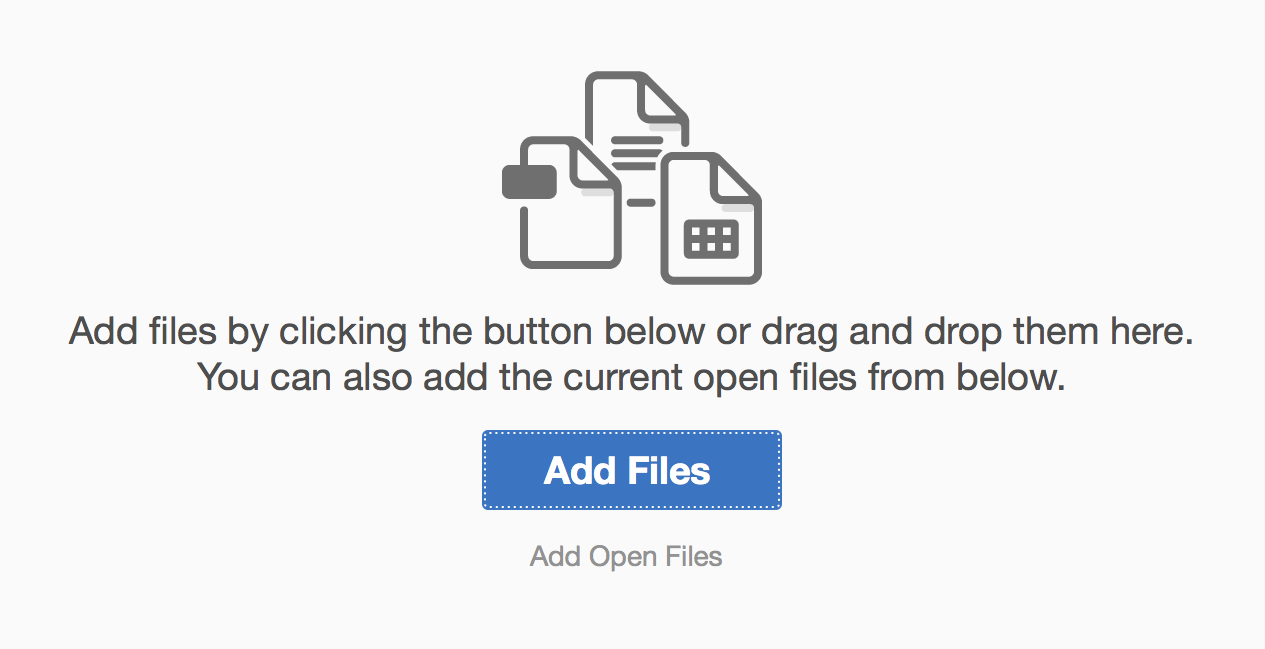 Add files by clicking the button below or drag and drop them here.
You can also add the current open files from below.
Add Files
Add Open Files